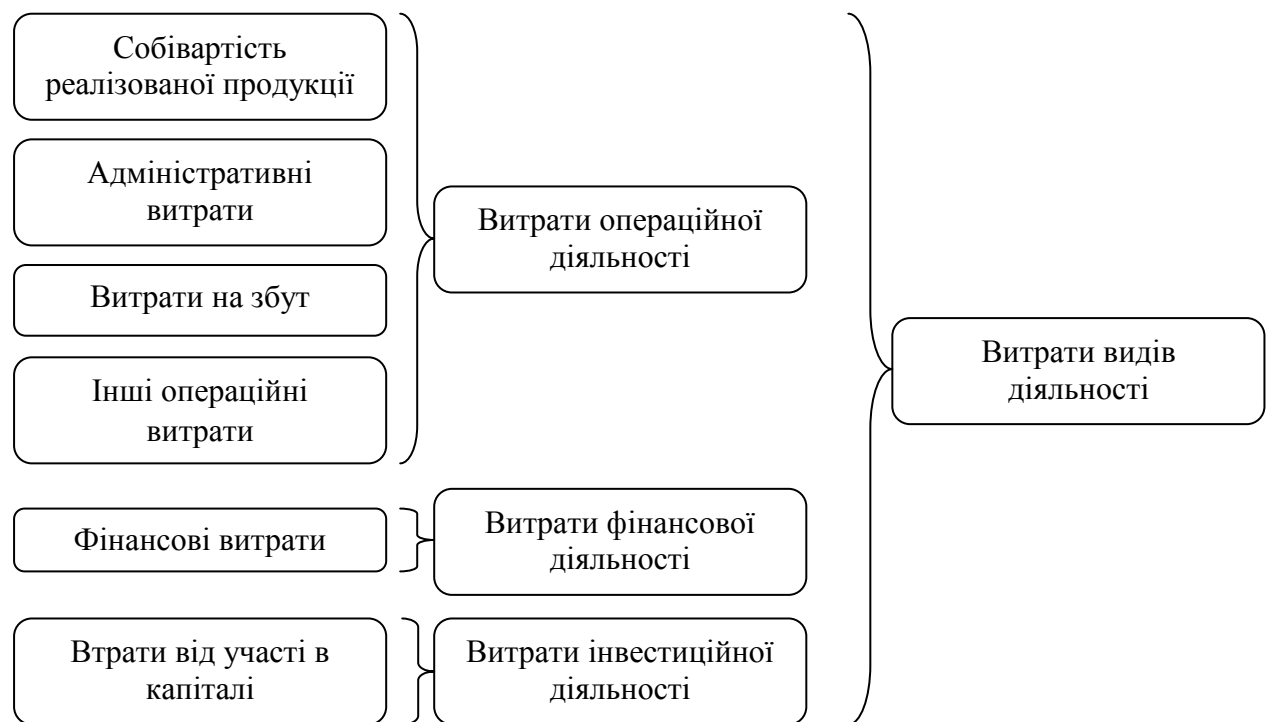 Собівартість
реалізованої продукції
Адміністративні
витрати
Витрати на збут
Інші операційні
витрати
Витрати операційної
діяльності
Фінансові витрати
Витрати фінансової
діяльності
Втрати від участі в
капіталі
Витрати інвестиційної
діяльності
Витрати видів
діяльності